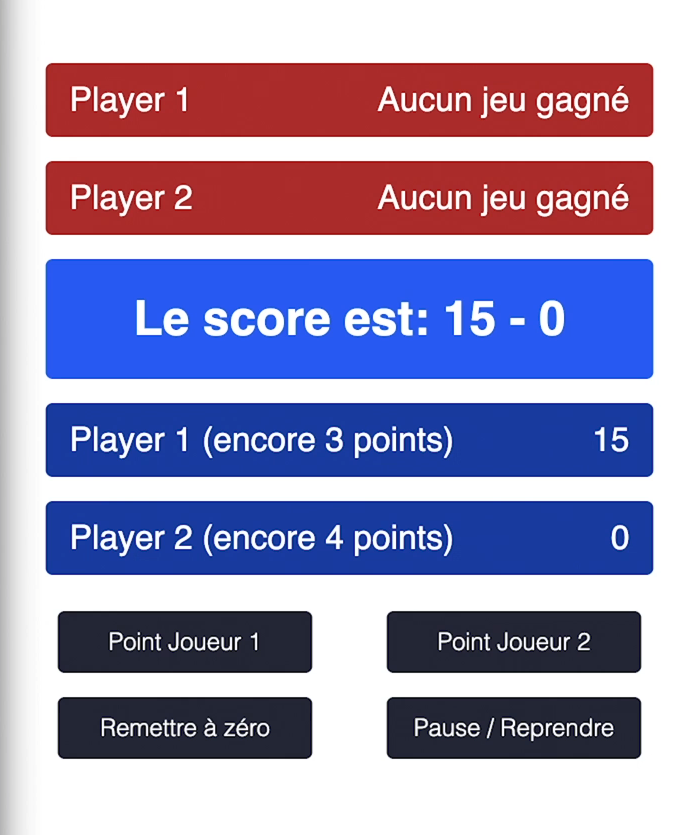 Player 1 Aucun jeu gagné
Player 2 Aucun jeu gagné
Le score est: 15 - 0
Player 1 (encore 3 points) 15
Player 2 (encore 4 points) 0
Point Joueur 1 Point Joueur 2
Remettre à zéro Pause / Reprendre